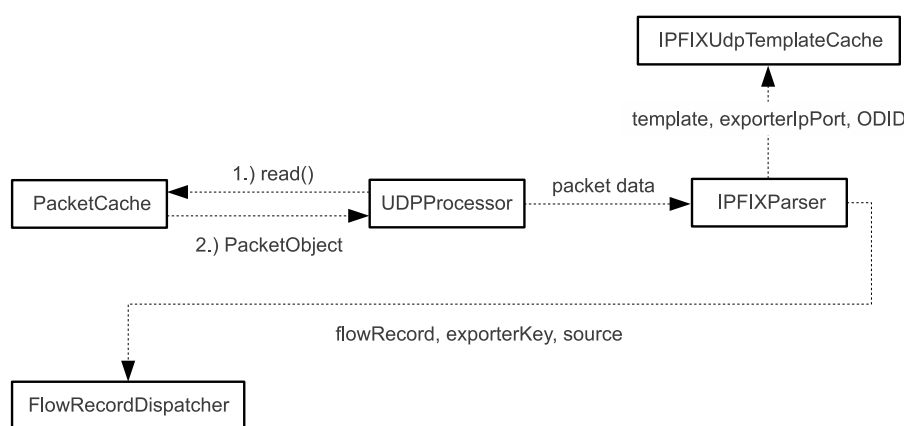 IPFIXUdpTemplateCache
template, exporterIpPort, ODID
1.) read()
packet data
PacketCache
UDPProcessor
IPFIXParser
2.) PacketObject
flowRecord, exporterKey, source
FlowRecordDispatcher